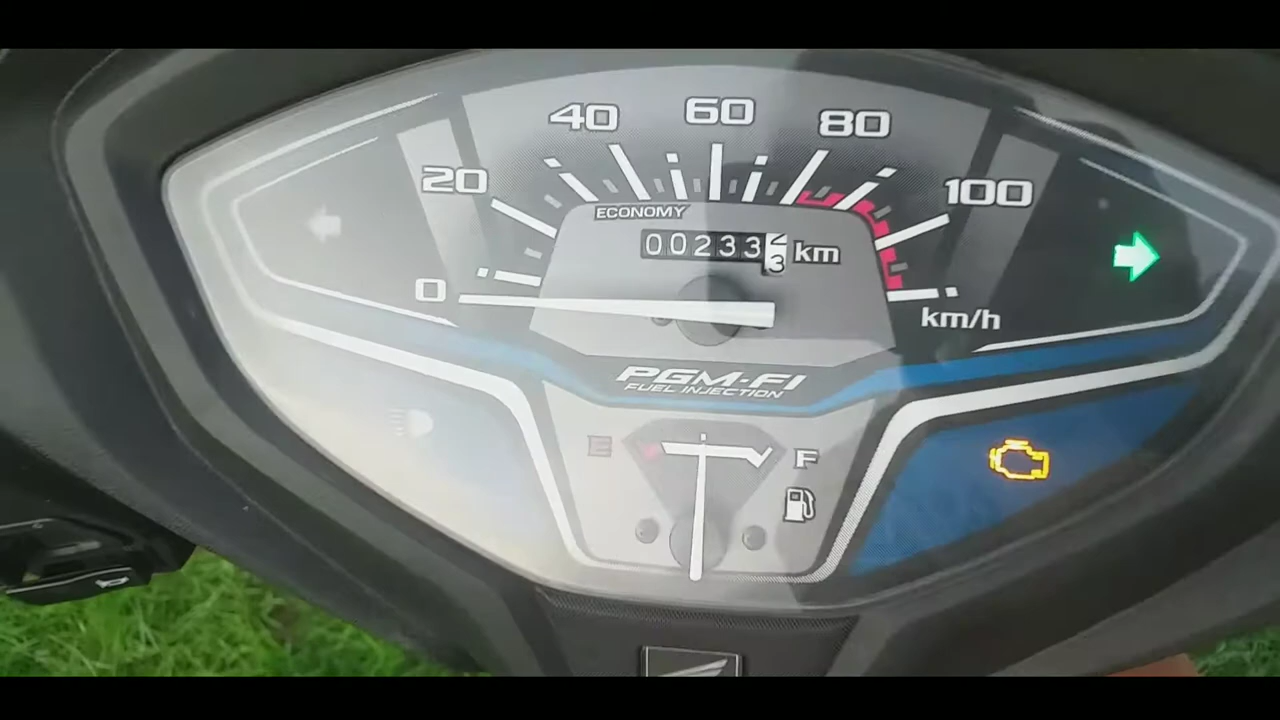 40 60 80
20 100
ECONOMY
00233 km
0
km/h
PGM-FI
FUEL INJECTION
E F